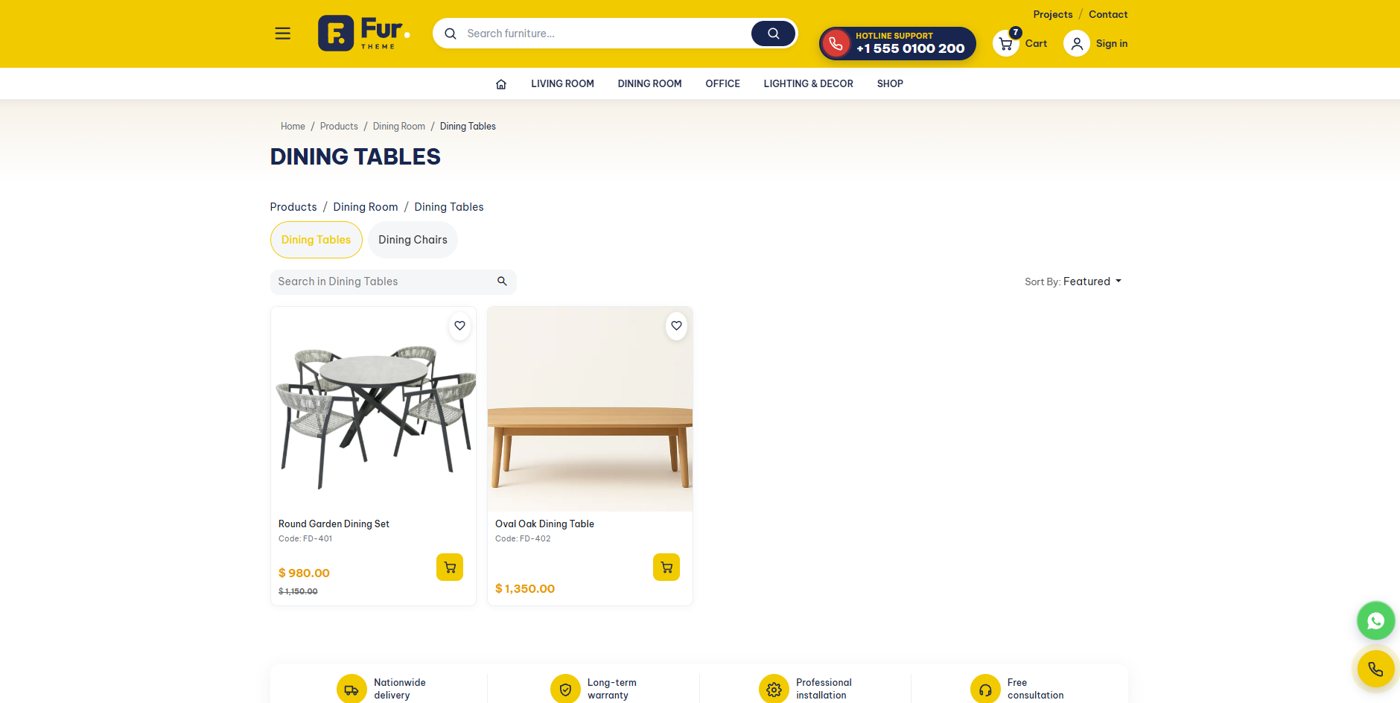 Projects / Contact
Fur.
THEME
Search furniture...
HOTLINE SUPPORT
+1 555 0100 200
7
Cart
Sign in
LIVING ROOM
DINING ROOM
OFFICE
LIGHTING & DECOR
SHOP
Home / Products / Dining Room / Dining Tables
DINING TABLES
Products / Dining Room / Dining Tables
Dining Tables
Dining Chairs
Search in Dining Tables
Sort By: Featured
Round Garden Dining Set
Code: FD-401
$ 980.00
$ 1,150.00
Oval Oak Dining Table
Code: FD-402
$ 1,350.00
Nationwide
delivery
Long-term
warranty
Professional
installation
Free
consultation